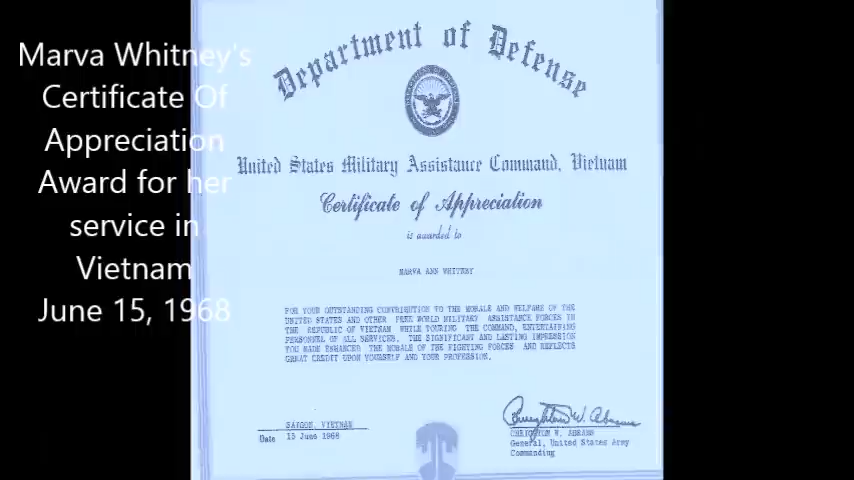 Marva Whitney's
Certificate Of
Appreciation
Award for her
service in
Vietnam
June 15, 1968
Department of Defense
United States Military Assistance Command, Vietnam
Certificate of Appreciation
is awarded to
MARVA ANN WHITNEY
FOR YOUR OUTSTANDING CONTRIBUTION TO THE MORALE AND WELFARE OF THE
UNITED STATES AND OTHER FREE WORLD MILITARY ASSISTANCE FORCES IN
THE REPUBLIC OF VIETNAM WHILE TOURING THE COMMAND, ENTERTAINING
PERSONNEL OF ALL SERVICES. THE SIGNIFICANT AND LASTING IMPRESSION
YOU MADE ENHANCED THE MORALE OF THE FIGHTING FORCES AND REFLECTS
GREAT CREDIT UPON YOURSELF AND YOUR PROFESSION.
SAIGON, VIETNAM
Date 15 June 1968
Creighton W. Abrams
CREIGHTON W. ABRAMS
General, United States Army
Commanding